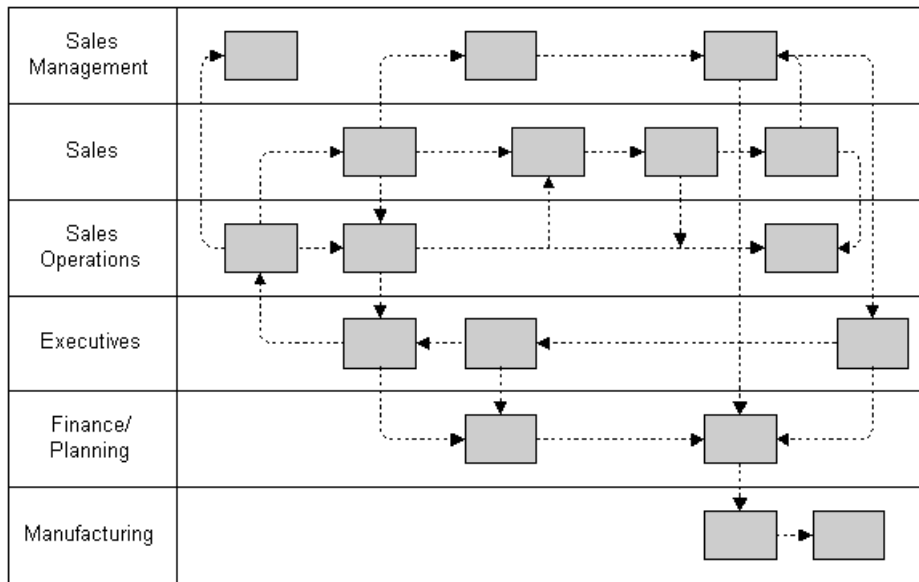 Sales
Management
Sales
Sales
Operations
Executives
Finance/
Planning
Manufacturing